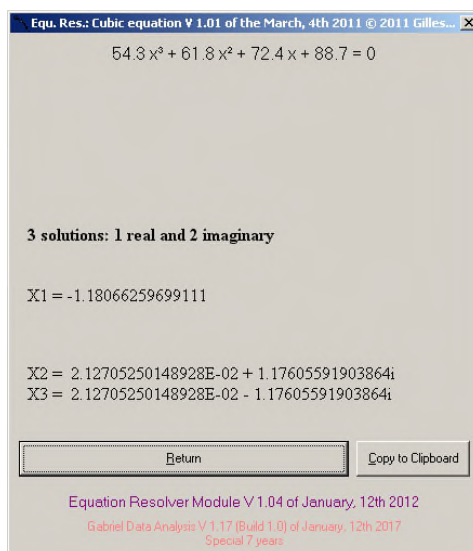 Equ. Res.: Cubic equation V 1.01 of the March, 4th 2011 © 2011 Gilles...
54.3 x³ + 61.8 x² + 72.4 x + 88.7 = 0
3 solutions: 1 real and 2 imaginary
X1 = -1.18066259699111
X2 = 2.12705250148928E-02 + 1.17605591903864i
X3 = 2.12705250148928E-02 - 1.17605591903864i
Return
Copy to Clipboard
Equation Resolver Module V 1.04 of January, 12th 2012
Gabriel Data Analysis V 1.17 (Build 1.0) of January, 12th 2017
Special 7 years